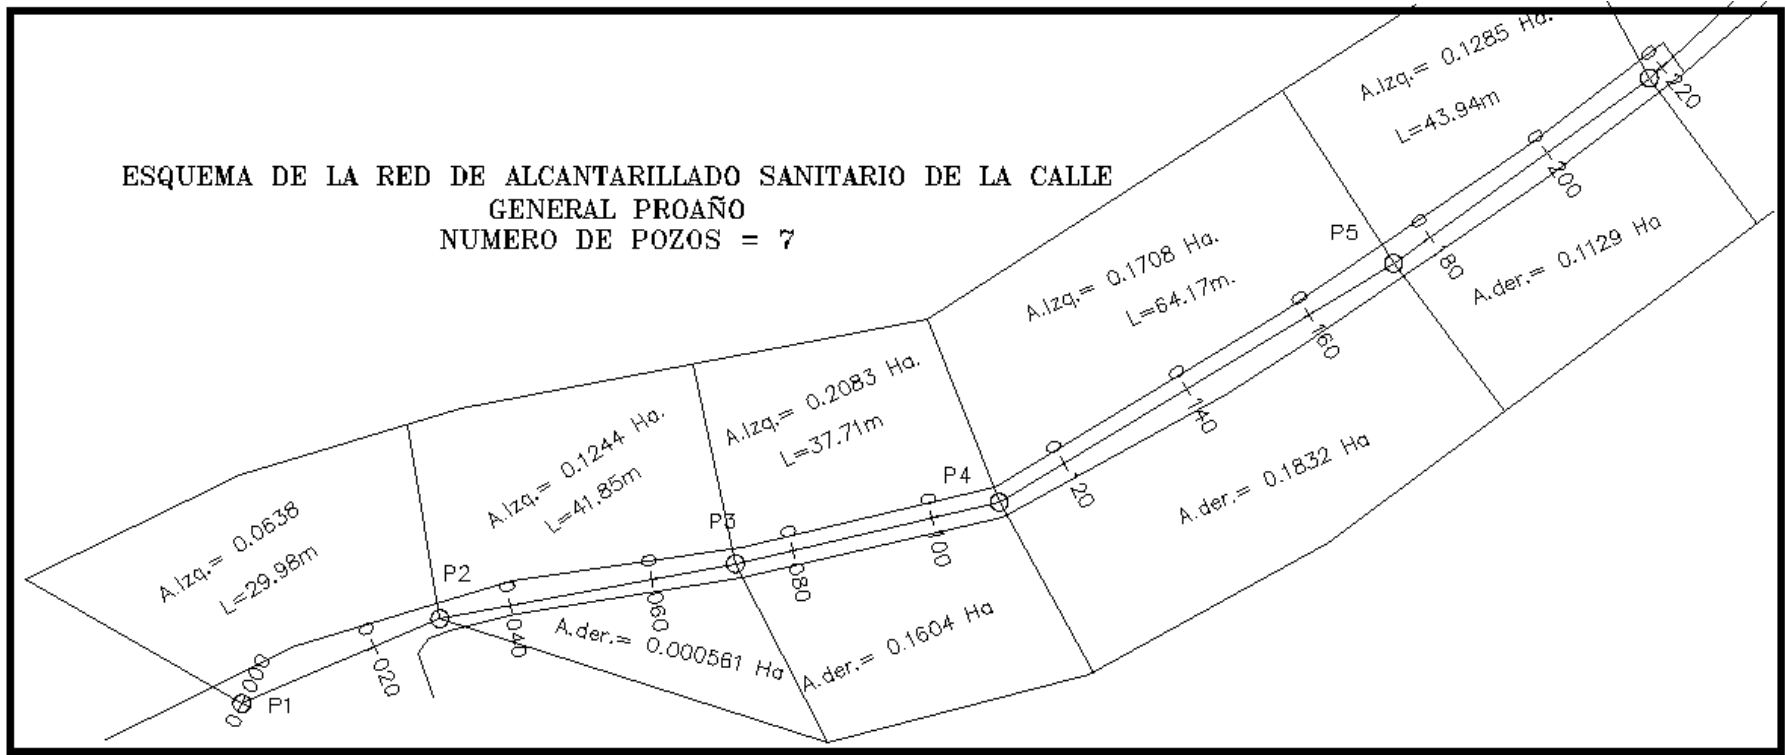 ESQUEMA DE LA RED DE ALCANTARILLADO SANITARIO DE LA CALLE
GENERAL PROAÑO
NUMERO DE POZOS = 7
A.Izq.= 0.0638
L=29.98m
A.Izq.= 0.1244 Ha.
L=41.85m
A.Izq.= 0.2083 Ha.
L=37.71m
A.Izq.= 0.1708 Ha.
L=64.17m.
A.Izq.= 0.1285 Ha.
L=43.94m
P1
P2
P3
P4
P5
0+000
0+020
0+040
0+060
0+080
0+100
0+120
0+140
0+160
0+180
0+200
0+220
A.der.= 0.000561 Ha
A.der.= 0.1604 Ha
A.der.= 0.1832 Ha
A.der.= 0.1129 Ha